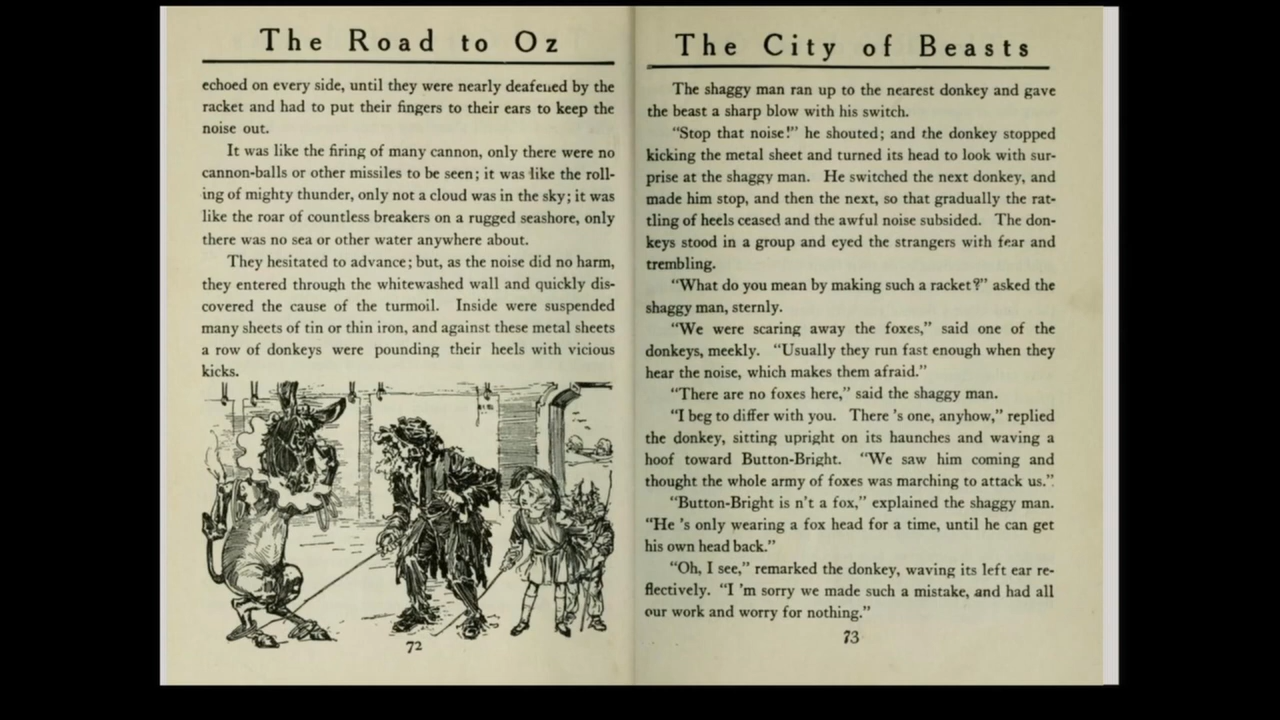 The Road to Oz
echoed on every side, until they were nearly deafened by the
racket and had to put their fingers to their ears to keep the
noise out.
It was like the firing of many cannon, only there were no
cannon-balls or other missiles to be seen; it was like the roll-
ing of mighty thunder, only not a cloud was in the sky; it was
like the roar of countless breakers on a rugged seashore, only
there was no sea or other water anywhere about.
They hesitated to advance; but, as the noise did no harm,
they entered through the whitewashed wall and quickly dis-
covered the cause of the turmoil. Inside were suspended
many sheets of tin or thin iron, and against these metal sheets
a row of donkeys were pounding their heels with vicious
kicks.
72
The City of Beasts
The shaggy man ran up to the nearest donkey and gave
the beast a sharp blow with his switch.
"Stop that noise!" he shouted; and the donkey stopped
kicking the metal sheet and turned its head to look with sur-
prise at the shaggy man. He switched the next donkey, and
made him stop, and then the next, so that gradually the rat-
tling of heels ceased and the awful noise subsided. The don-
keys stood in a group and eyed the strangers with fear and
trembling.
"What do you mean by making such a racket?" asked the
shaggy man, sternly.
"We were scaring away the foxes," said one of the
donkeys, meekly. "Usually they run fast enough when they
hear the noise, which makes them afraid."
"There are no foxes here," said the shaggy man.
"I beg to differ with you. There 's one, anyhow," replied
the donkey, sitting upright on its haunches and waving a
hoof toward Button-Bright. "We saw him coming and
thought the whole army of foxes was marching to attack us."
"Button-Bright is n't a fox," explained the shaggy man.
"He 's only wearing a fox head for a time, until he can get
his own head back."
"Oh, I see," remarked the donkey, waving its left ear re-
flectively. "I 'm sorry we made such a mistake, and had all
our work and worry for nothing."
73